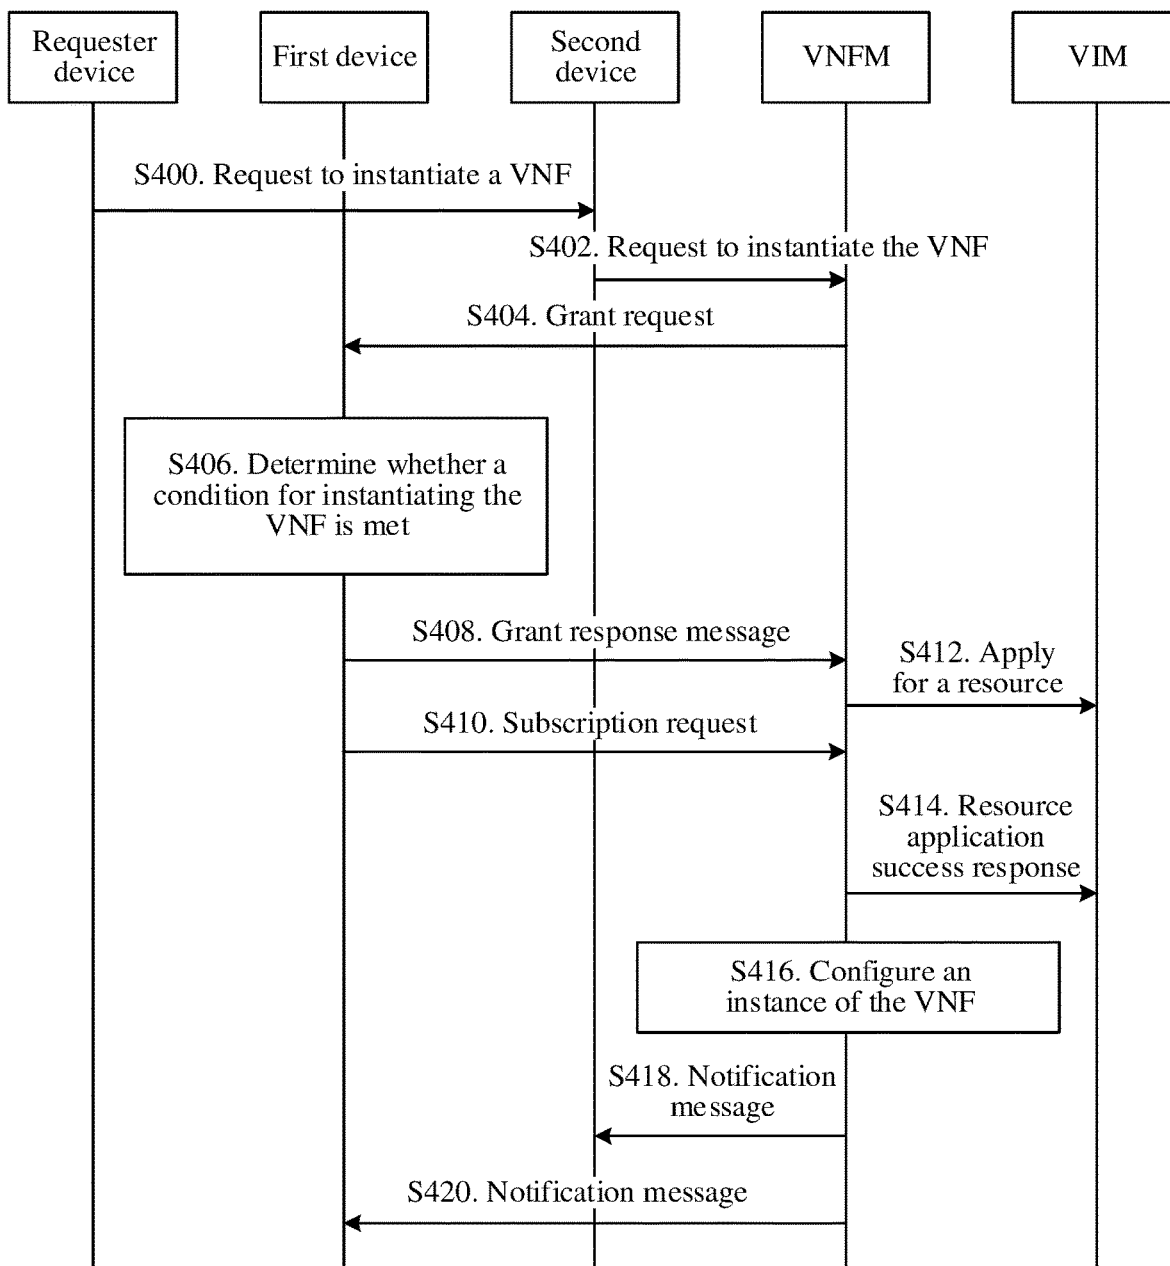 Requester
device
First device
Second
device
VNFM
VIM
S400. Request to instantiate a VNF
S402. Request to instantiate the VNF
S404. Grant request
S406. Determine whether a
condition for instantiating the
VNF is met
S408. Grant response message
S412. Apply
for a resource
S410. Subscription request
S414. Resource
application
success response
S416. Configure an
instance of the VNF
S418. Notification
message
S420. Notification message